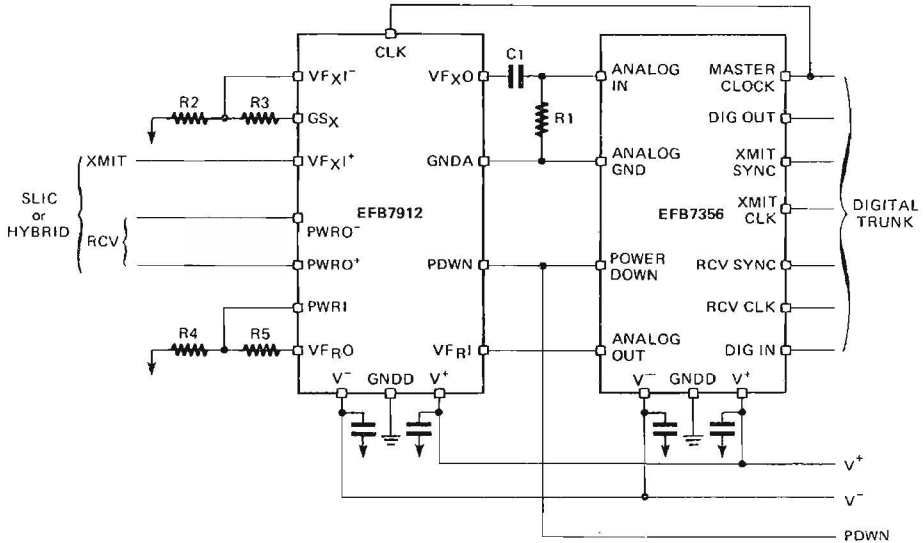 CLK
VFXI-
VFXO
C1
ANALOG IN
MASTER CLOCK
R2
R3
GSX
R1
DIG OUT
XMIT
VFXI+
GNDA
ANALOG GND
XMIT SYNC
SLIC or HYBRID
EFB7912
EFB7356
XMIT CLK
DIGITAL TRUNK
RCV
PWRO-
PWRO+
PDWN
POWER DOWN
RCV SYNC
PWRI
RCV CLK
R4
R5
VFRO
VFRI
ANALOG OUT
DIG IN
V-
GNDD
V+
V-
GNDD
V+
V+
V-
PDWN